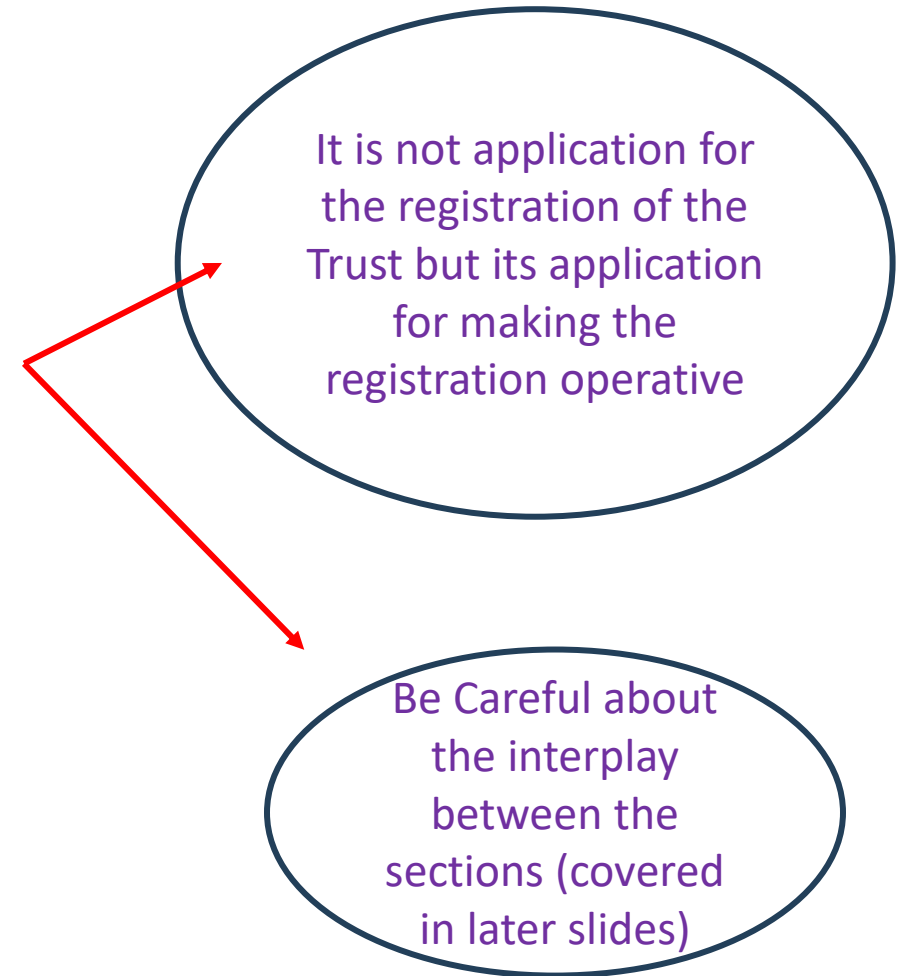 It is not application for
the registration of the
Trust but its application
for making the
registration operative
Be Careful about
the interplay
between the
sections (covered
in later slides)